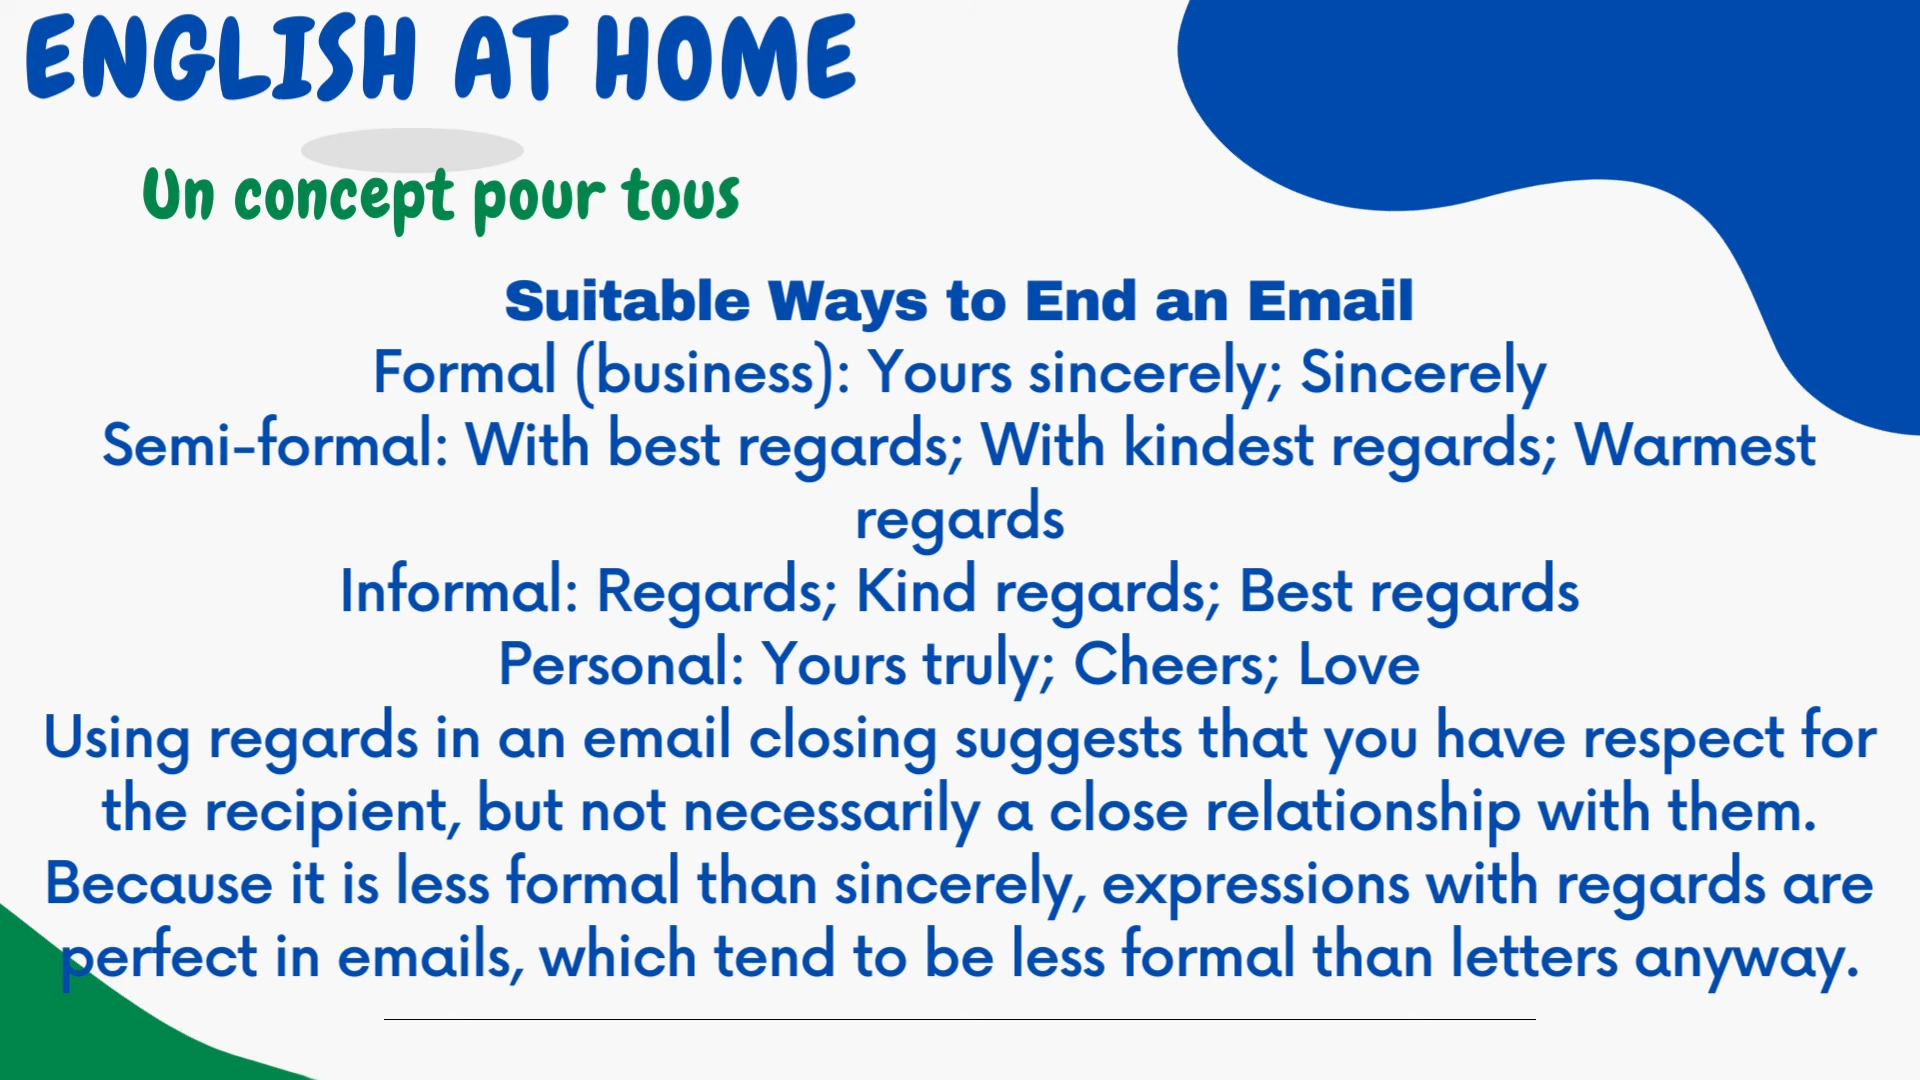 ENGLISH AT HOME
Un concept pour tous
Suitable Ways to End an Email
Formal (business): Yours sincerely; Sincerely
Semi-formal: With best regards; With kindest regards; Warmest
regards
Informal: Regards; Kind regards; Best regards
Personal: Yours truly; Cheers; Love
Using regards in an email closing suggests that you have respect for
the recipient, but not necessarily a close relationship with them.
Because it is less formal than sincerely, expressions with regards are
perfect in emails, which tend to be less formal than letters anyway.